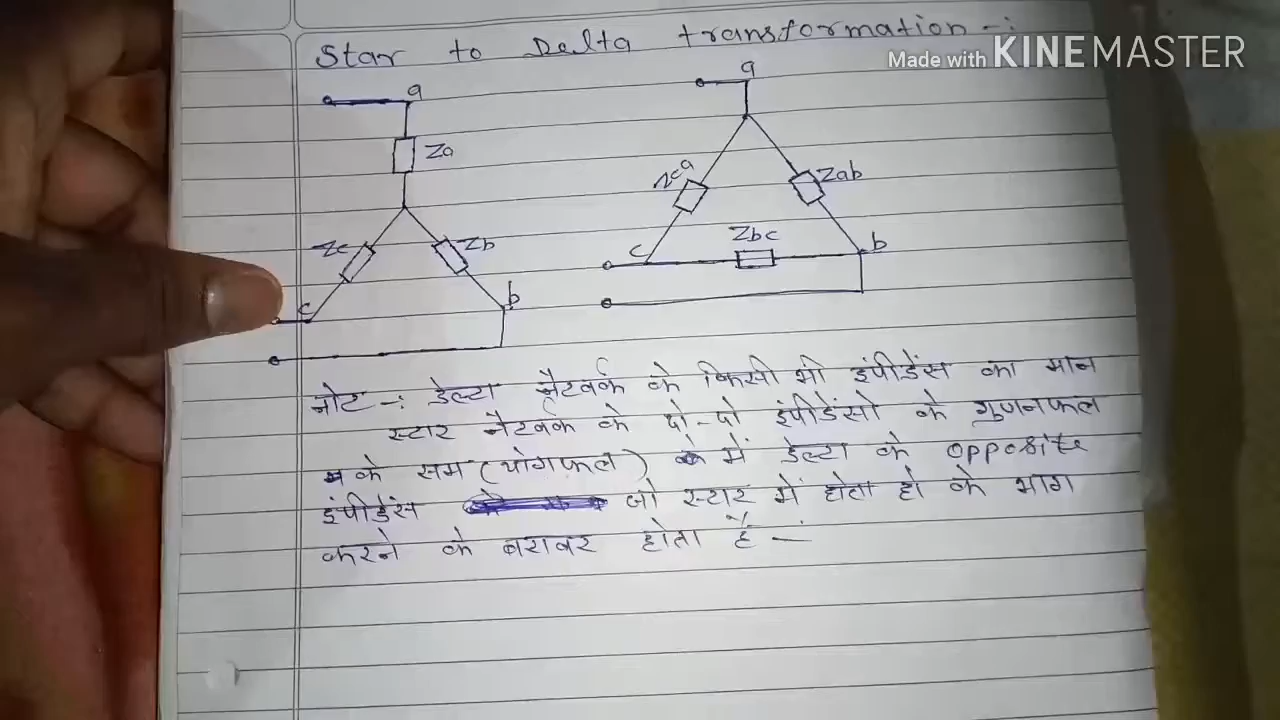 Star to Delta transformation -:
Made with KINEMASTER
a
Za
Zc
Zb
c
b
a
Zca
Zab
Zbc
c
b
नोट -: डेल्टा नैटवर्क के किसी भी इंपीडेंस का मान
स्टार नैटवर्क के दो-दो इंपीडेंसो के गुणनफल
के सम (योगफल) में डेल्टा के opposite
इंपीडेंस जो स्टार में होता हो के भाग
करने के बराबर होता है -: